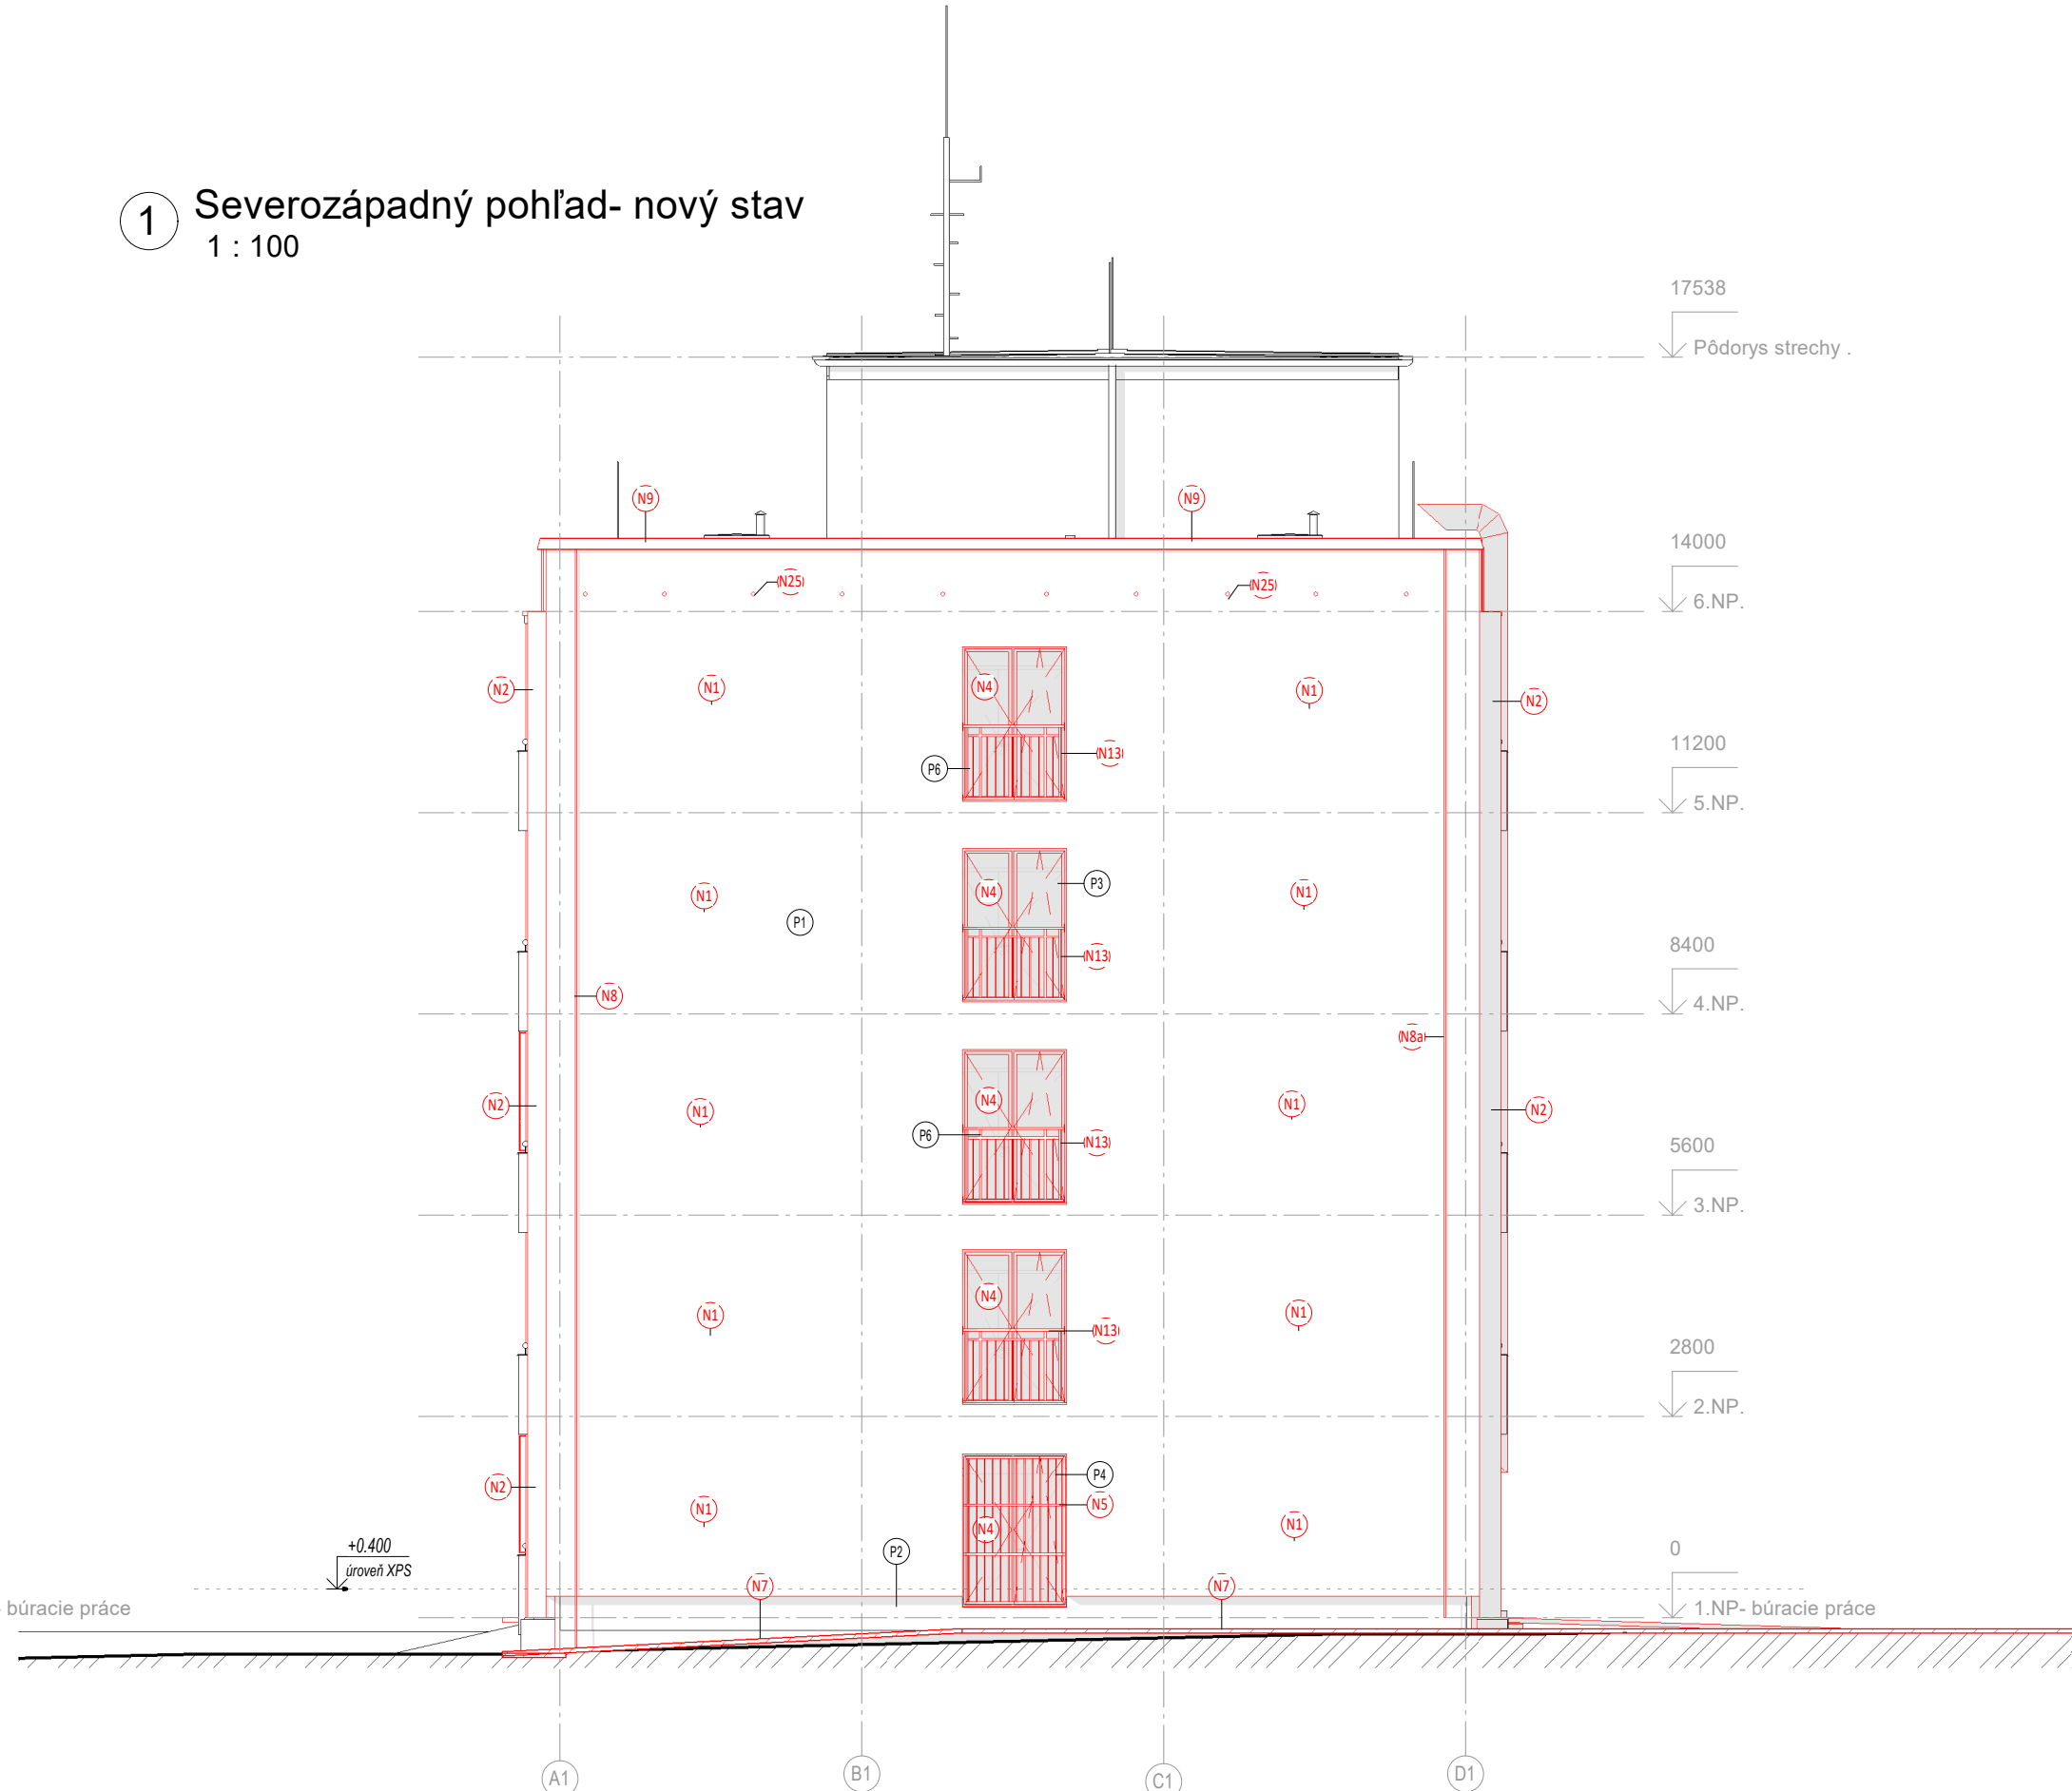 1
Severozápadný pohľad- nový stav
1 : 100
17538
Pôdorys strechy .
N9
N9
14000
6.NP.
N25
N25
N2
N1
N4
N1
N2
11200
5.NP.
N13
P6
N1
N4
P3
N1
P1
8400
4.NP.
N13
N8
N8a
N2
N1
N4
N1
N2
P6
N13
5600
3.NP.
N1
N4
N1
N13
2800
2.NP.
N2
P4
N5
N1
N4
N1
+0.400
úroveň XPS
P2
0
N7
N7
búracie práce
1.NP- búracie práce
A1
B1
C1
D1